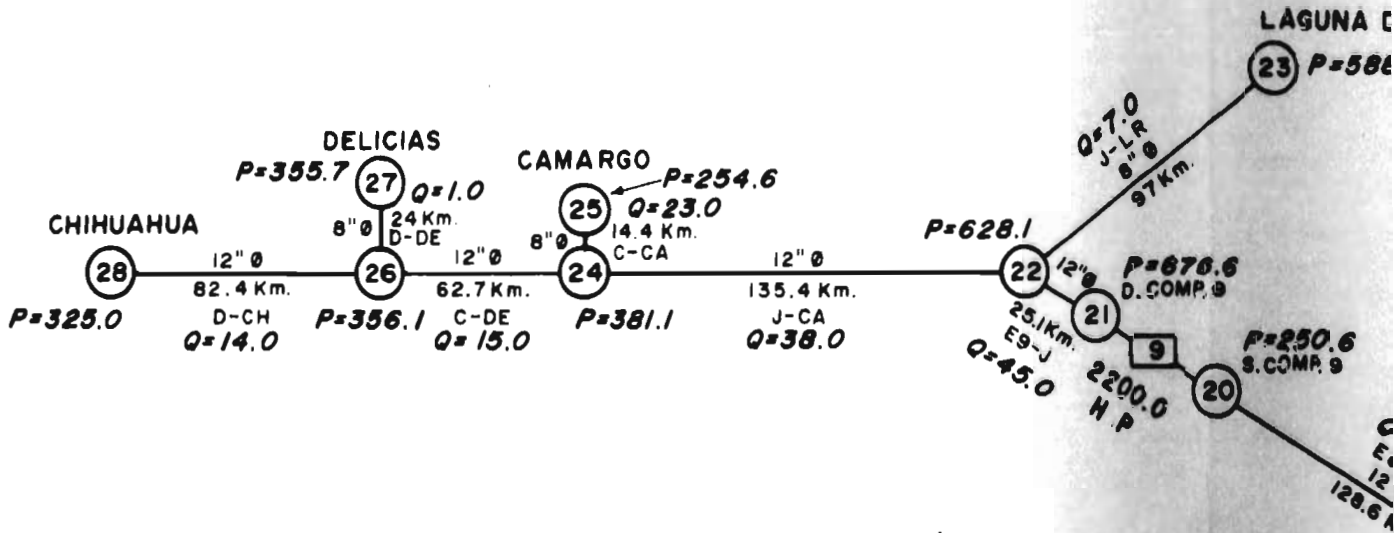 LAGUNA
23
P=586
Q=7.0
J-LR
8"Ø
97 Km.
DELICIAS
P=355.7
27
Q=1.0
8"Ø
24 Km.
D-DE
CAMARGO
P=254.6
25
Q=23.0
8"Ø
14.4 Km.
C-CA
CHIHUAHUA
28
12"Ø
82.4 Km.
D-CH
Q=14.0
P=325.0
26
P=356.1
12"Ø
62.7 Km.
C-DE
Q=15.0
24
P=381.1
12"Ø
135.4 Km.
J-CA
Q=38.0
P=628.1
22
12"Ø
25.1 Km.
E9-J
Q=45.0
P=676.6
D. COMP. 9
21
9
2200.0
H.P
P=250.6
S. COMP. 9
20
12
128.6